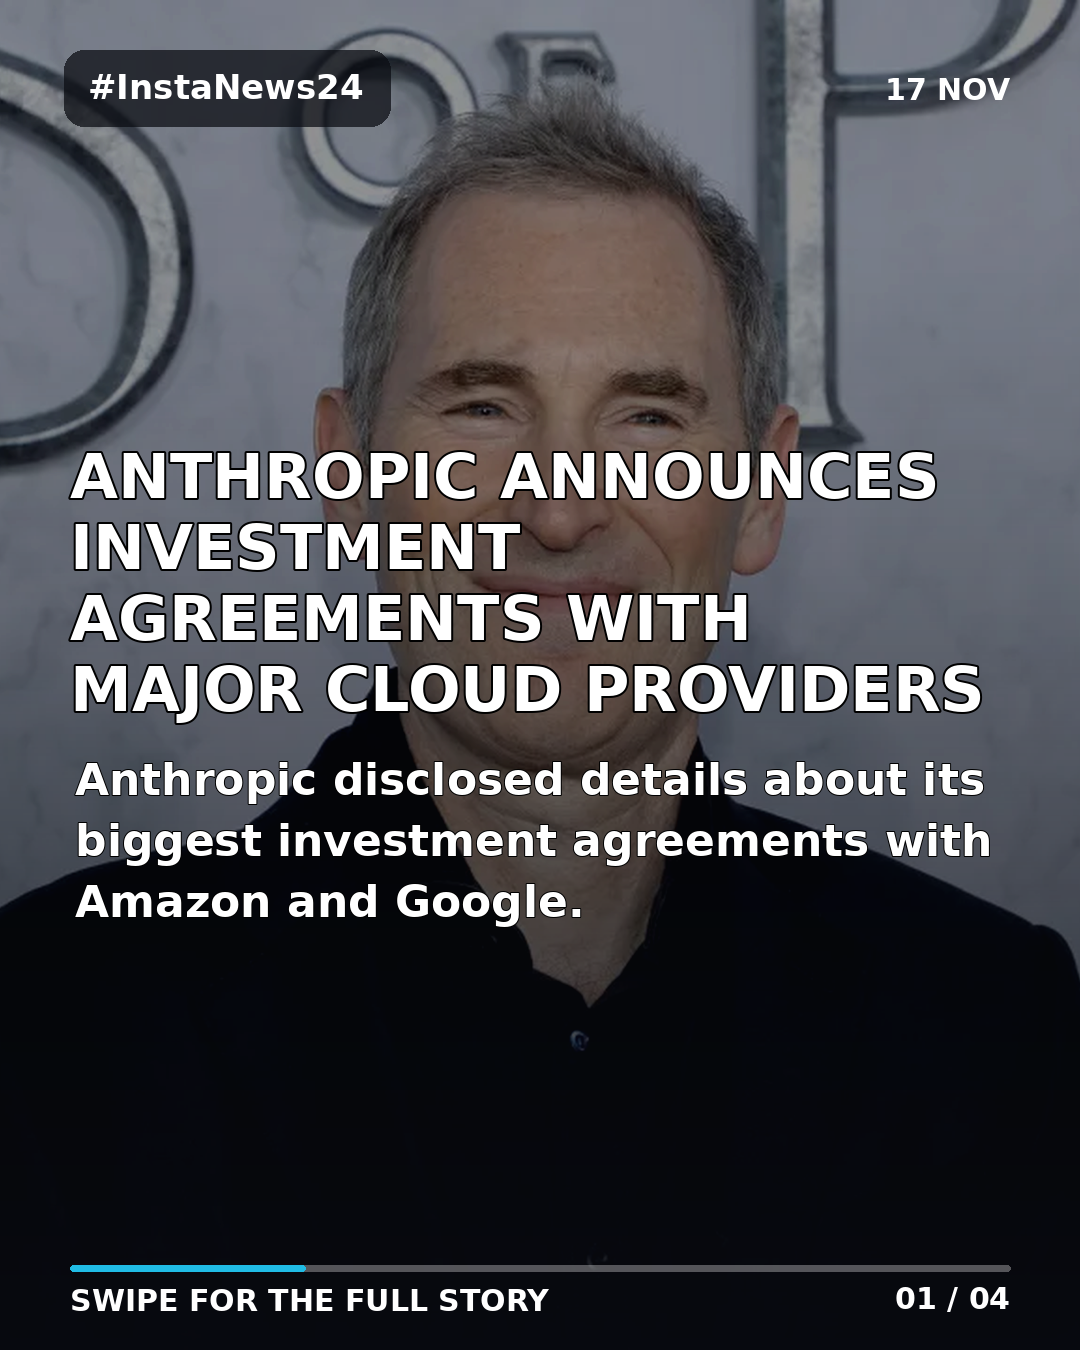 #InstaNews24
17 NOV
S OF P
ANTHROPIC ANNOUNCES
INVESTMENT
AGREEMENTS WITH
MAJOR CLOUD PROVIDERS
Anthropic disclosed details about its
biggest investment agreements with
Amazon and Google.
SWIPE FOR THE FULL STORY
01 / 04